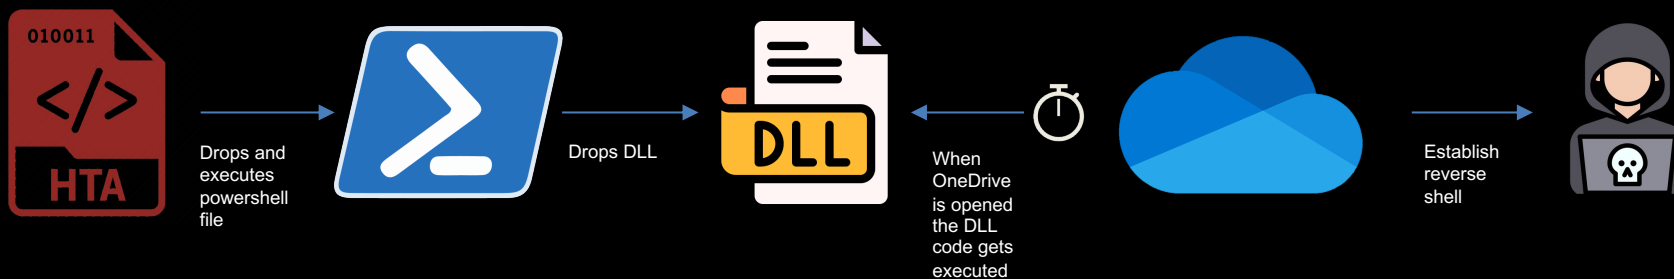 010011
</>
HTA
Drops and
executes
powershell
file
Drops DLL
DLL
When
OneDrive
is opened
the DLL
code gets
executed
Establish
reverse
shell